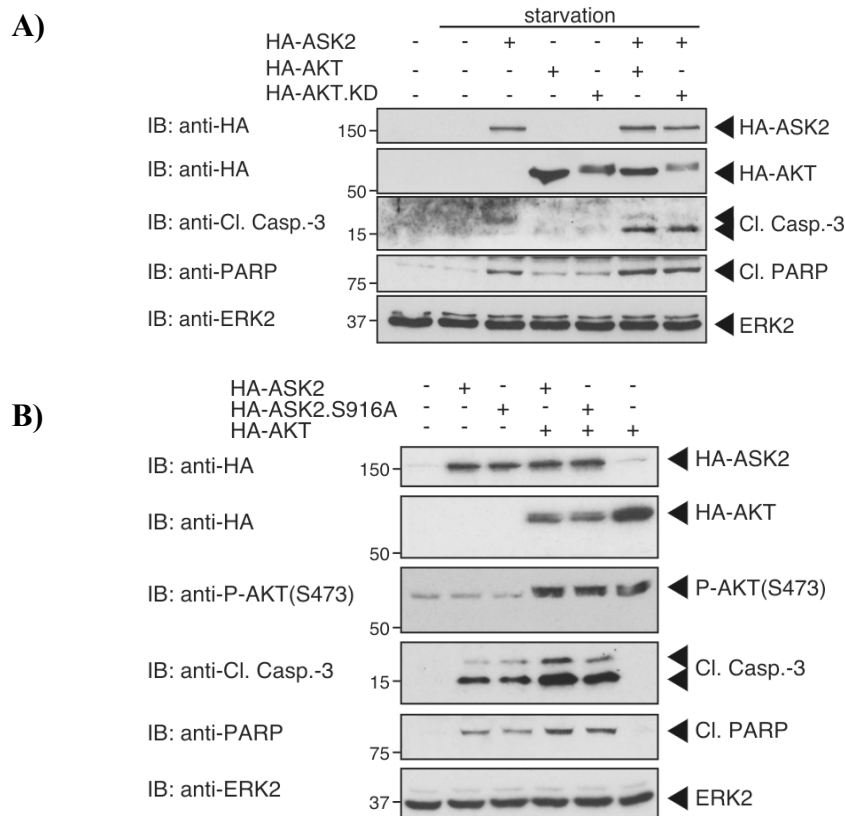 A)
starvation
HA-ASK2 - - + - - + +
HA-AKT - - - + - + -
HA-AKT.KD - - - - + - +
IB: anti-HA 150 HA-ASK2
IB: anti-HA 50 HA-AKT
IB: anti-Cl. Casp.-3 15 Cl. Casp.-3
IB: anti-PARP 75 Cl. PARP
IB: anti-ERK2 37 ERK2
B)
HA-ASK2 - + - + - -
HA-ASK2.S916A - - + - + -
HA-AKT - - - + + +
IB: anti-HA 150 HA-ASK2
IB: anti-HA 50 HA-AKT
IB: anti-P-AKT(S473) 50 P-AKT(S473)
IB: anti-Cl. Casp.-3 15 Cl. Casp.-3
IB: anti-PARP 75 Cl. PARP
IB: anti-ERK2 37 ERK2